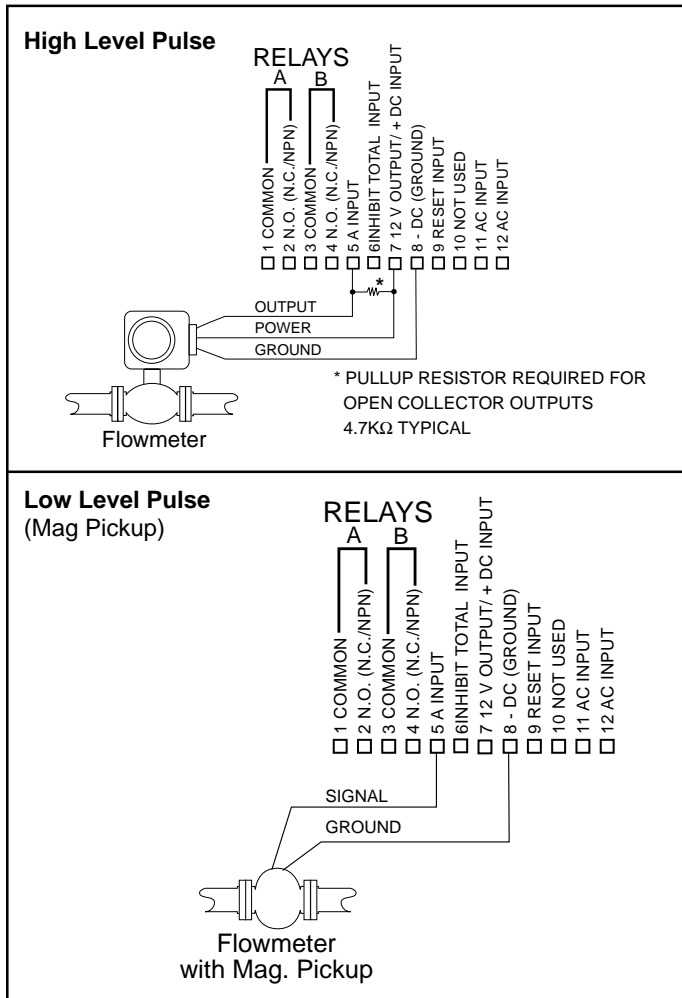 High Level Pulse
RELAYS
A B
1 COMMON
2 N.O. (N.C./NPN)
3 COMMON
4 N.O. (N.C./NPN)
5 A INPUT
6INHIBIT TOTAL INPUT
7 12 V OUTPUT/ + DC INPUT
8 - DC (GROUND)
9 RESET INPUT
10 NOT USED
11 AC INPUT
12 AC INPUT
*
OUTPUT
POWER
GROUND
* PULLUP RESISTOR REQUIRED FOR
OPEN COLLECTOR OUTPUTS
4.7KΩ TYPICAL
Flowmeter
Low Level Pulse
(Mag Pickup)
RELAYS
A B
1 COMMON
2 N.O. (N.C./NPN)
3 COMMON
4 N.O. (N.C./NPN)
5 A INPUT
6INHIBIT TOTAL INPUT
7 12 V OUTPUT/ + DC INPUT
8 - DC (GROUND)
9 RESET INPUT
10 NOT USED
11 AC INPUT
12 AC INPUT
SIGNAL
GROUND
Flowmeter
with Mag. Pickup